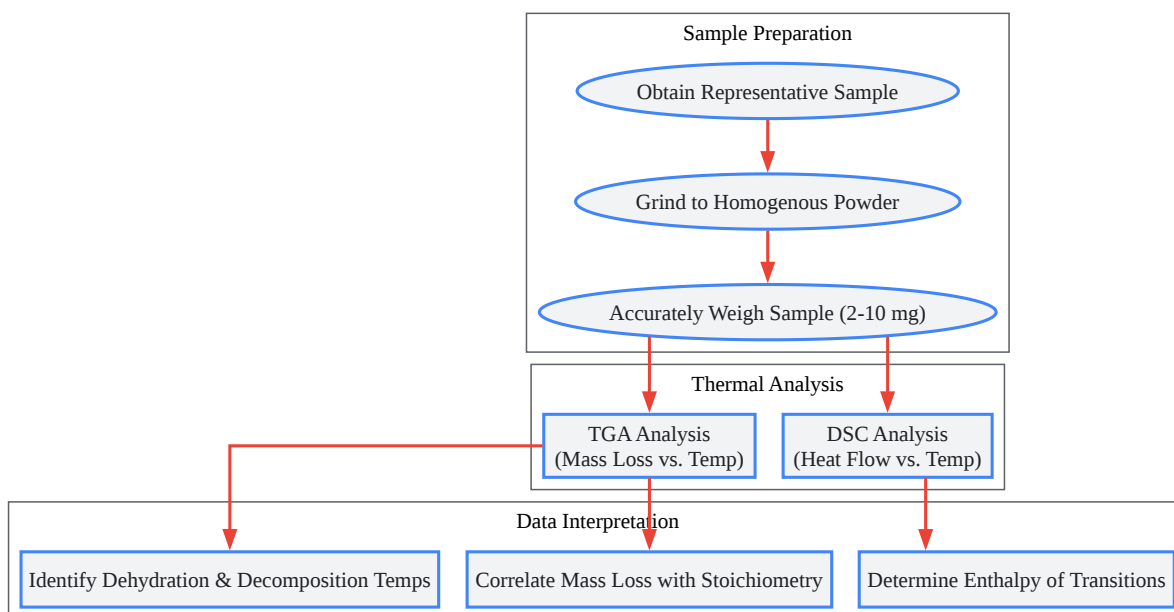 Sample Preparation
Obtain Representative Sample
Grind to Homogenous Powder
Accurately Weigh Sample (2-10 mg)
Thermal Analysis
TGA Analysis
(Mass Loss vs. Temp)
DSC Analysis
(Heat Flow vs. Temp)
Data Interpretation
Identify Dehydration & Decomposition Temps
Correlate Mass Loss with Stoichiometry
Determine Enthalpy of Transitions